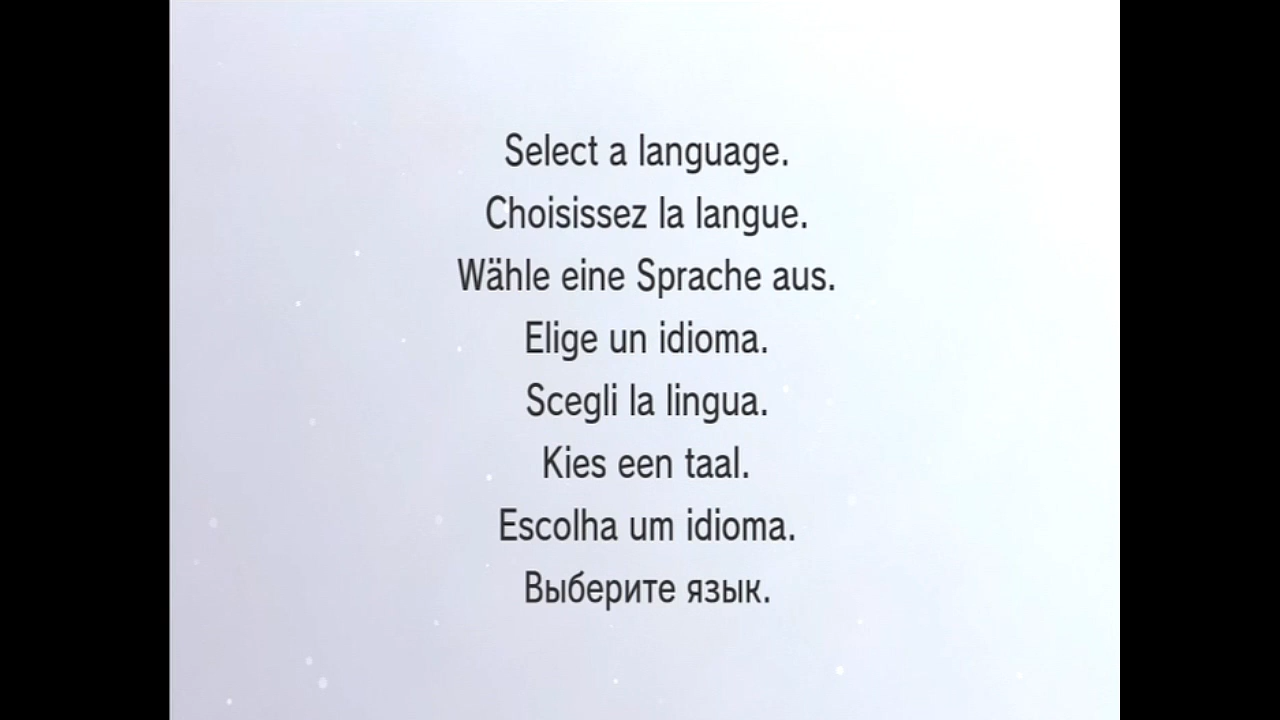 Select a language.
Choisissez la langue.
Wähle eine Sprache aus.
Elige un idioma.
Scegli la lingua.
Kies een taal.
Escolha um idioma.
Выберите язык.